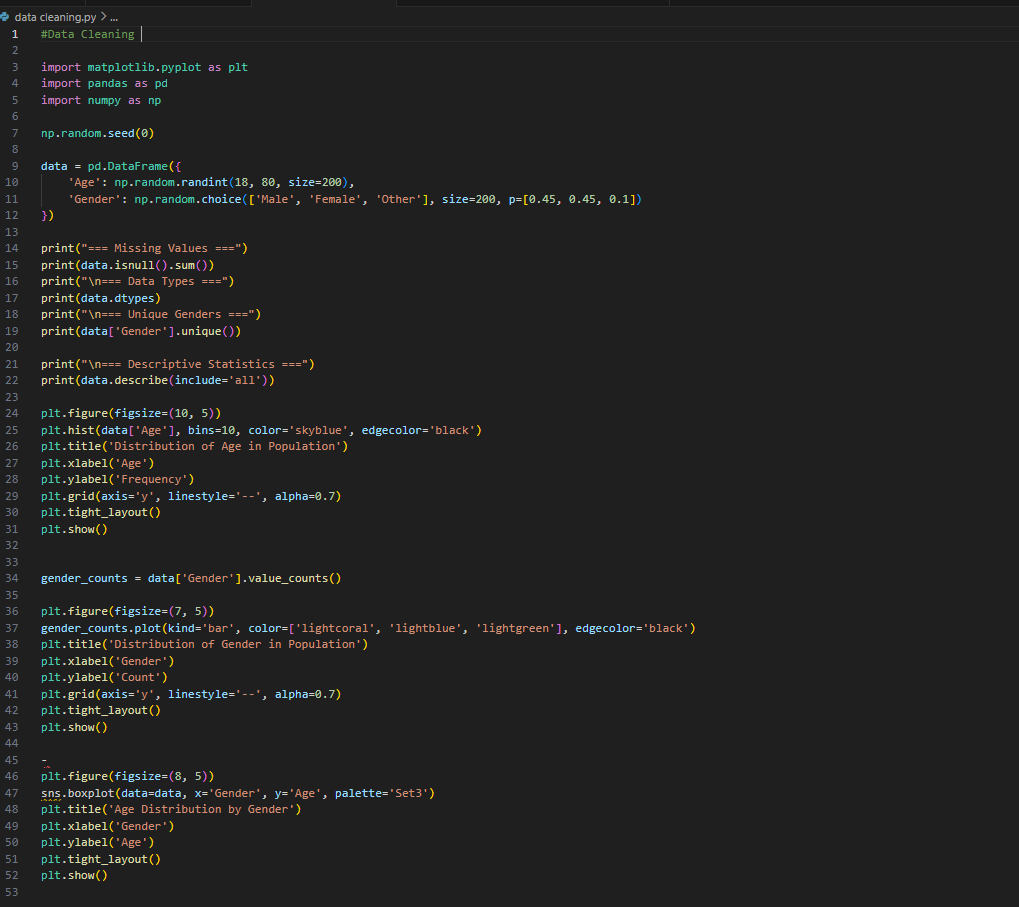 data cleaning.py > ...
1 #Data Cleaning
2
3 import matplotlib.pyplot as plt
4 import pandas as pd
5 import numpy as np
6
7 np.random.seed(0)
8
9 data = pd.DataFrame({
10     'Age': np.random.randint(18, 80, size=200),
11     'Gender': np.random.choice(['Male', 'Female', 'Other'], size=200, p=[0.45, 0.45, 0.1])
12 })
13
14 print("=== Missing Values ===")
15 print(data.isnull().sum())
16 print("\n=== Data Types ===")
17 print(data.dtypes)
18 print("\n=== Unique Genders ===")
19 print(data['Gender'].unique())
20
21 print("\n=== Descriptive Statistics ===")
22 print(data.describe(include='all'))
23
24 plt.figure(figsize=(10, 5))
25 plt.hist(data['Age'], bins=10, color='skyblue', edgecolor='black')
26 plt.title('Distribution of Age in Population')
27 plt.xlabel('Age')
28 plt.ylabel('Frequency')
29 plt.grid(axis='y', linestyle='--', alpha=0.7)
30 plt.tight_layout()
31 plt.show()
32
33
34 gender_counts = data['Gender'].value_counts()
35
36 plt.figure(figsize=(7, 5))
37 gender_counts.plot(kind='bar', color=['lightcoral', 'lightblue', 'lightgreen'], edgecolor='black')
38 plt.title('Distribution of Gender in Population')
39 plt.xlabel('Gender')
40 plt.ylabel('Count')
41 plt.grid(axis='y', linestyle='--', alpha=0.7)
42 plt.tight_layout()
43 plt.show()
44
45 -
46 plt.figure(figsize=(8, 5))
47 sns.boxplot(data=data, x='Gender', y='Age', palette='Set3')
48 plt.title('Age Distribution by Gender')
49 plt.xlabel('Gender')
50 plt.ylabel('Age')
51 plt.tight_layout()
52 plt.show()
53